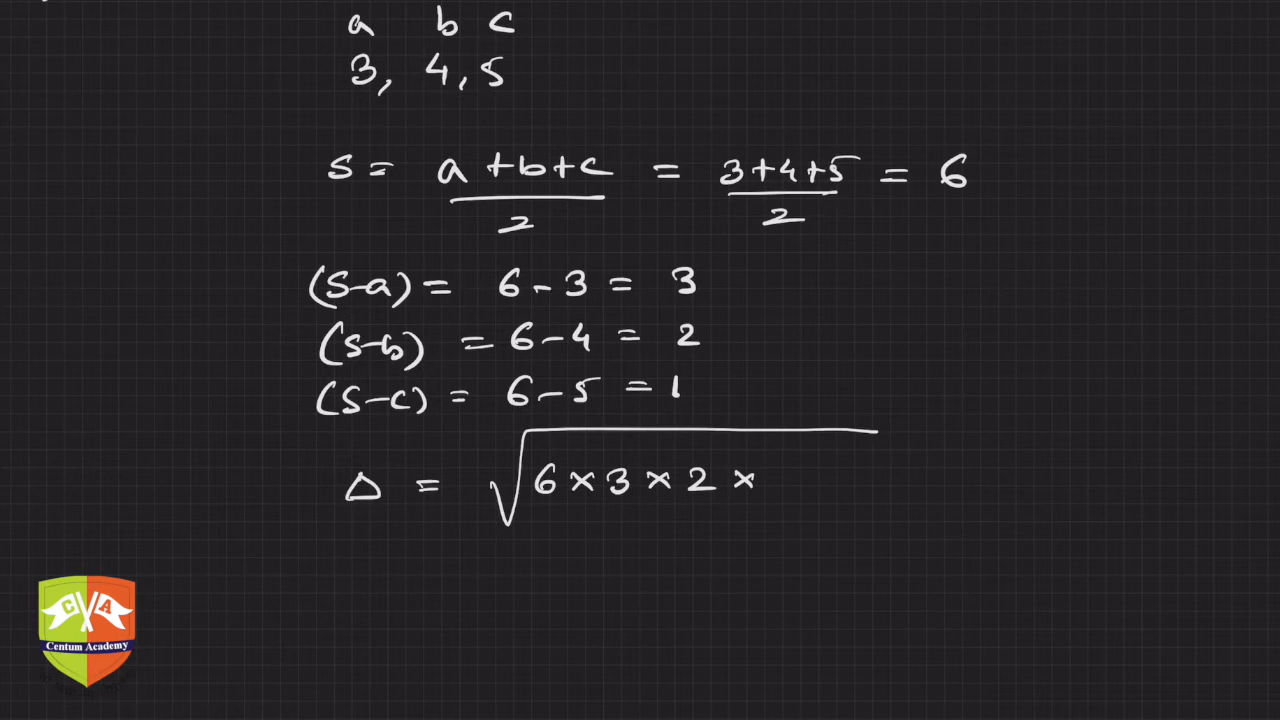 a b c
3, 4, 5
S = a+b+c/2 = 3+4+5/2 = 6
(S-a) = 6-3 = 3
(S-b) = 6-4 = 2
(S-c) = 6-5 = 1
Δ = √6×3×2×
C A
Centum Academy